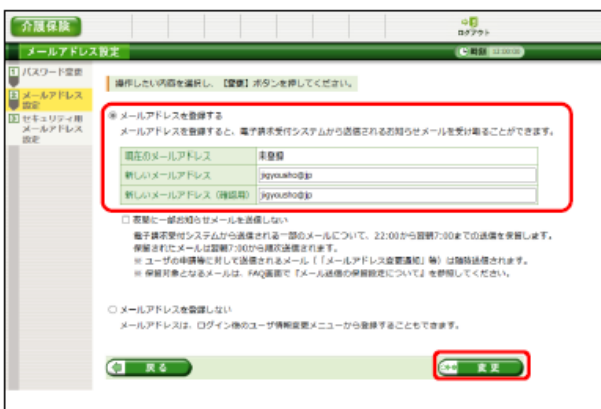 介護保険
ログアウト
メールアドレス設定
時刻 12:00:00
1 パスワード変更
2 メールアドレス
設定
3 セキュリティ用
メールアドレス
設定
操作したい内容を選択し、【登録】ボタンを押してください。
メールアドレスを登録する
メールアドレスを登録すると、電子請求受付システムから送信されるお知らせメールを受け取ることができます。
現在のメールアドレス 未登録
新しいメールアドレス jigyousho@jp
新しいメールアドレス（確認用） jigyousho@jp
夜間に一部お知らせメールを送信しない
電子請求受付システムから送信される一部のメールについて、22:00から翌朝7:00までの送信を保留します。
保留されたメールは翌朝7:00から順次送信されます。
※ ユーザの申請等に対して送信されるメール（「メールアドレス変更通知」等）は随時送信されます。
※ 保留対象となるメールは、FAQ画面で『メール送信の保留設定について』を参照してください。
メールアドレスを登録しない
メールアドレスは、ログイン後のユーザ情報変更メニューから登録することもできます。
戻る
変更